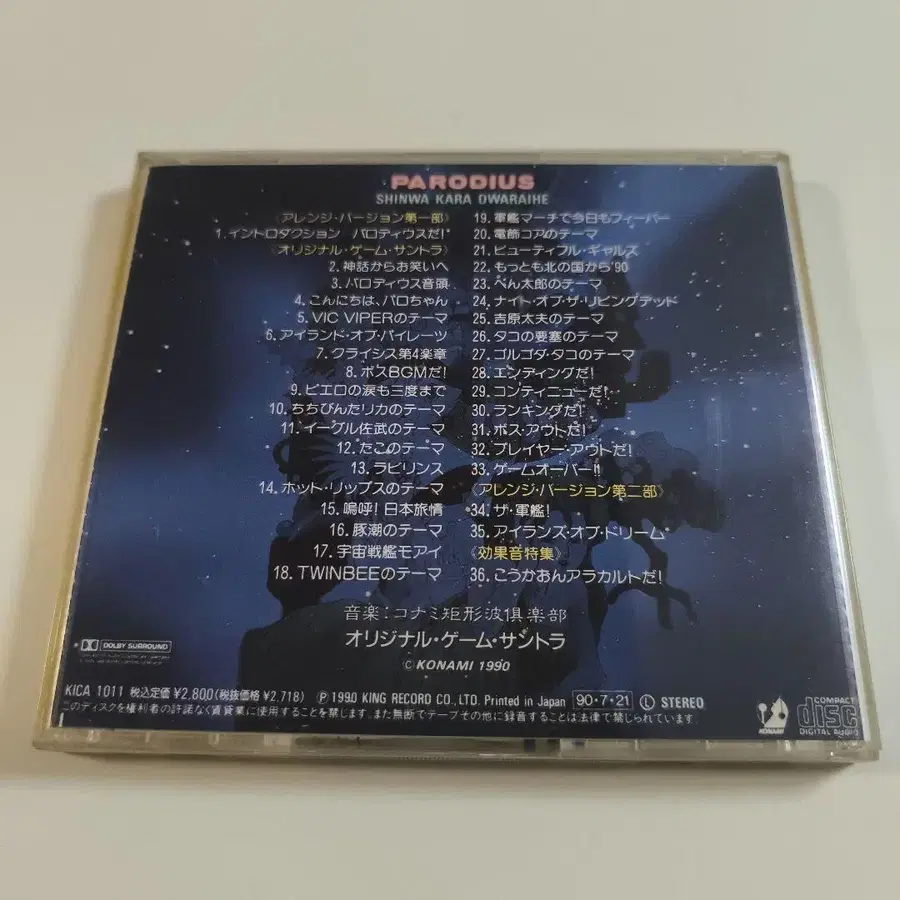 PARODIUS
SHINWA KARA OWARAIHE
《アレンジ・バージョン第一部》
1. イントロダクション パロディウスだ!*
《オリジナル・ゲーム・サントラ》
2. 神話からお笑いへ
3. パロディウス音頭
4. こんにちは、パロちゃん
5. VIC VIPERのテーマ
6. アイランド・オブ・パイレーツ
7. クライシス第4楽章
8. ボスBGMだ!
9. ピエロの涙も三度まで
10. ちちびんたリカのテーマ
11. イーグル佐武のテーマ
12. たこのテーマ
13. ラビリンス
14. ホット・リップスのテーマ
15. 嗚呼!日本旅情
16. 豚潮のテーマ
17. 宇宙戦艦モアイ
18. TWINBEEのテーマ
19. 軍艦マーチで今日もフィーバー
20. 電飾コアのテーマ
21. ビューティフル・ギャルズ
22. もっとも北の国から'90
23. ぺん太郎のテーマ
24. ナイト・オブ・ザ・リビングデッド
25. 吉原太夫のテーマ
26. タコの要塞のテーマ
27. ゴルゴダ・タコのテーマ
28. エンディングだ!
29. コンティニューだ!
30. ランキングだ!
31. ボス・アウトだ!
32. プレイヤー・アウトだ!
33. ゲームオーバー!!
《アレンジ・バージョン第二部》
34. ザ・軍艦!
35. アイランズ・オブ・ドリーム*
《効果音特集》
36. こうかおんアラカルトだ!
音楽:コナミ矩形波倶楽部
オリジナル・ゲーム・サントラ
© KONAMI 1990
DOLBY SURROUND
KICA 1011 税込定価¥2,800(税抜価格¥2,718) Ⓟ1990 KING RECORD CO., LTD. Printed in Japan 90・7・21 Ⓛ STEREO
このディスクを権利者の許諾なく賃貸業に使用することを禁じます。また無断でテープその他に録音することは法律で禁じられています。
KONAMI
COMPACT
disc
DIGITAL AUDIO